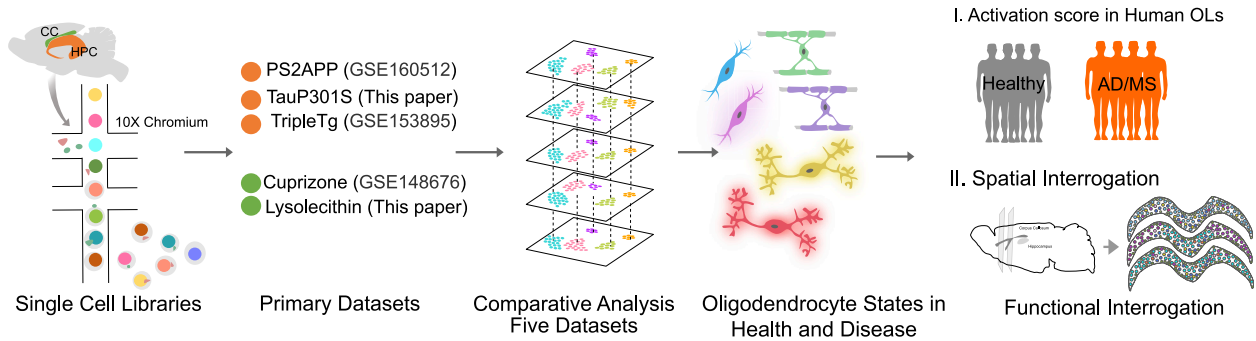 CC
HPC
10X Chromium
Single Cell Libraries
PS2APP (GSE160512)
TauP301S (This paper)
TripleTg (GSE153895)
Cuprizone (GSE148676)
Lysolecithin (This paper)
Primary Datasets
Comparative Analysis
Five Datasets
Oligodendrocyte States in
Health and Disease
I. Activation score in Human OLs
Healthy
AD/MS
II. Spatial Interrogation
Corpus Callosum
Hippocampus
Functional Interrogation